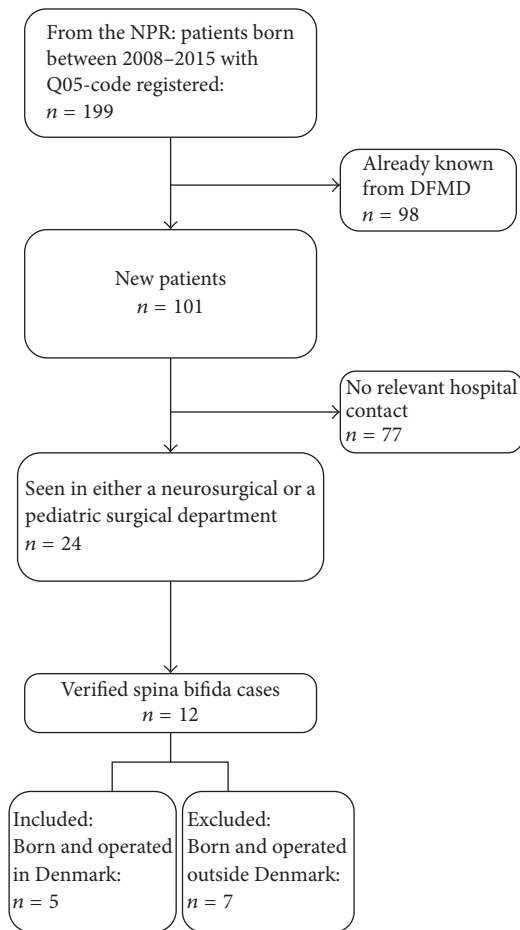 From the NPR: patients born
between 2008–2015 with
Q05-code registered:
n = 199
Already known
from DFMD
n = 98
New patients
n = 101
No relevant hospital
contact
n = 77
Seen in either a neurosurgical or a
pediatric surgical department
n = 24
Verified spina bifida cases
n = 12
Included:
Born and operated
in Denmark:
n = 5
Excluded:
Born and operated
outside Denmark:
n = 7